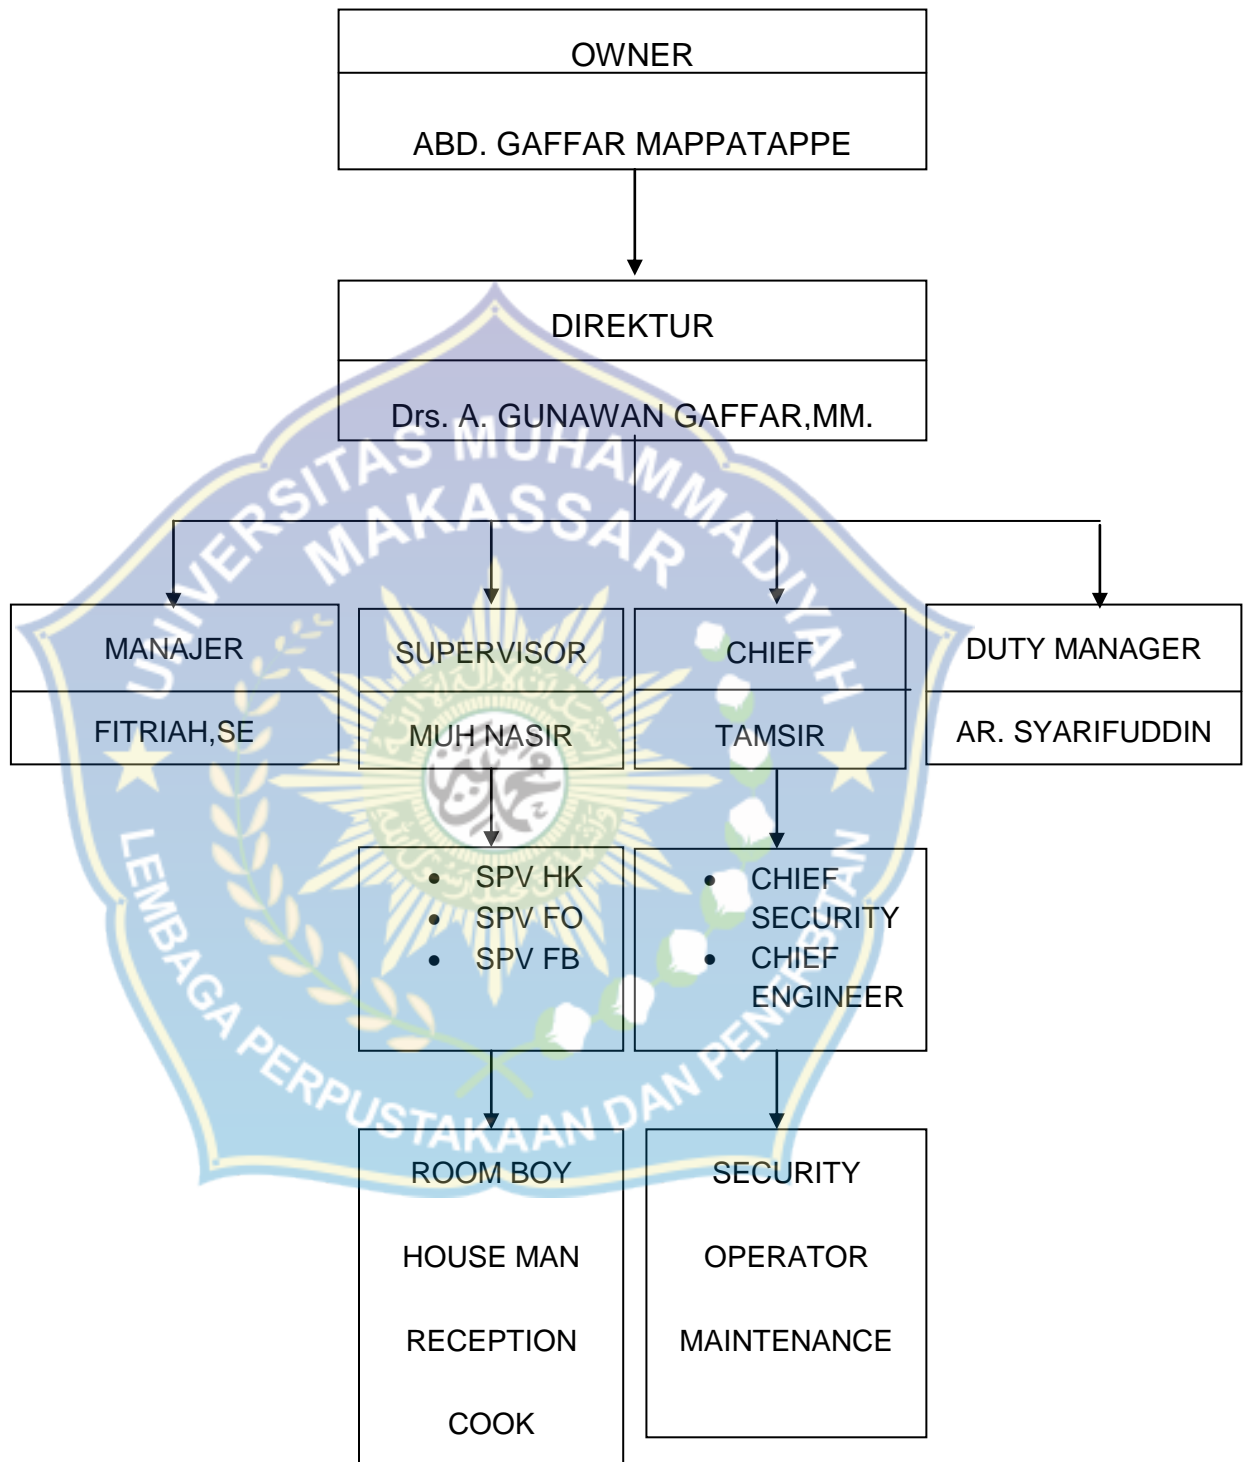 OWNER
ABD. GAFFAR MAPPATAPPE
DIREKTUR
Drs. A. GUNAWAN GAFFAR,MM.
UNIVERSITAS MUHAMMADIYAH
MAKASSAR
MANAJER
FITRIAH,SE
SUPERVISOR
MUH NASIR
CHIEF
TAMSIR
DUTY MANAGER
AR. SYARIFUDDIN
• SPV HK
• SPV FO
• SPV FB
• CHIEF
SECURITY
• CHIEF
ENGINEER
LEMBAGA PERPUSTAKAAN DAN PENERBITAN
ROOM BOY
HOUSE MAN
RECEPTION
COOK
SECURITY
OPERATOR
MAINTENANCE